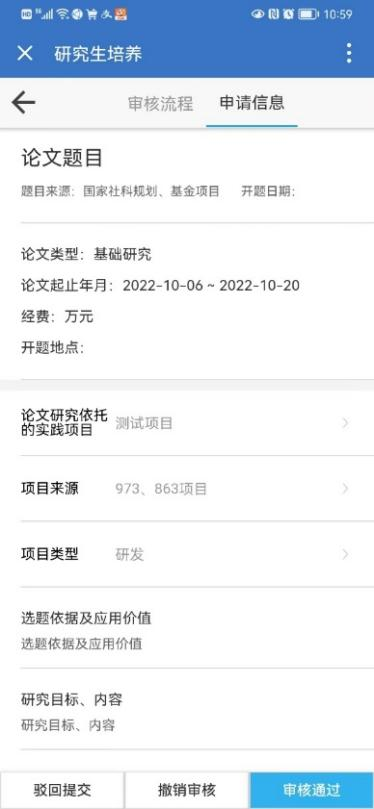 HD 5G 10:59
研究生培养
审核流程 申请信息
论文题目
题目来源：国家社科规划、基金项目 开题日期：
论文类型：基础研究
论文起止年月：2022-10-06 ~ 2022-10-20
经费：万元
开题地点：
论文研究依托
的实践项目 测试项目
项目来源 973、863项目
项目类型 研发
选题依据及应用价值
选题依据及应用价值
研究目标、内容
研究目标、内容
驳回提交 撤销审核 审核通过